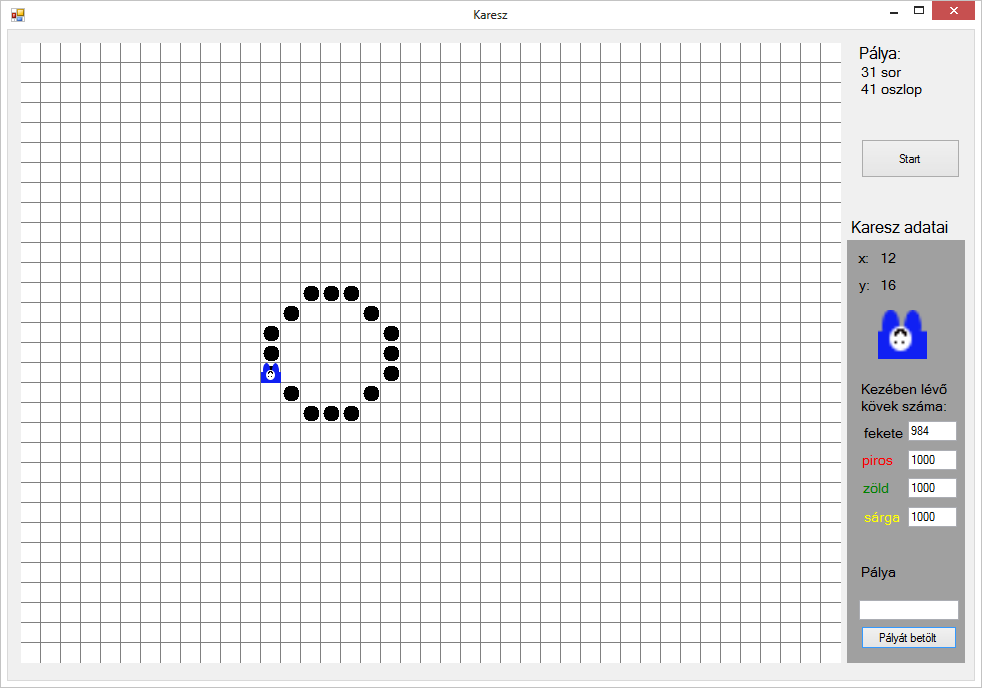 Karesz
Pálya:
31 sor
41 oszlop
Start
Karesz adatai
x: 12
y: 16
Kezében lévő
kövek száma:
fekete 984
piros 1000
zöld 1000
sárga 1000
Pálya
Pályát betölt